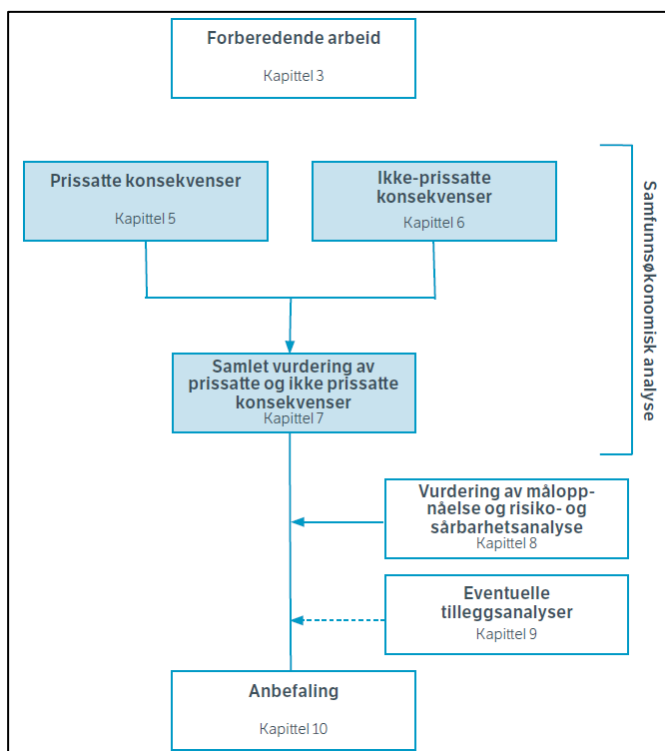 Forberedende arbeid
Kapittel 3
Prissatte konsekvenser
Kapittel 5
Ikke-prissatte
konsekvenser
Kapittel 6
Samfunnsøkonomisk analyse
Samlet vurdering av
prissatte og ikke prissatte
konsekvenser
Kapittel 7
Vurdering av måloppp-
nåelse og risiko- og
sårbarhetsanalyse
Kapittel 8
Eventuelle
tilleggsanalyser
Kapittel 9
Anbefaling
Kapittel 10